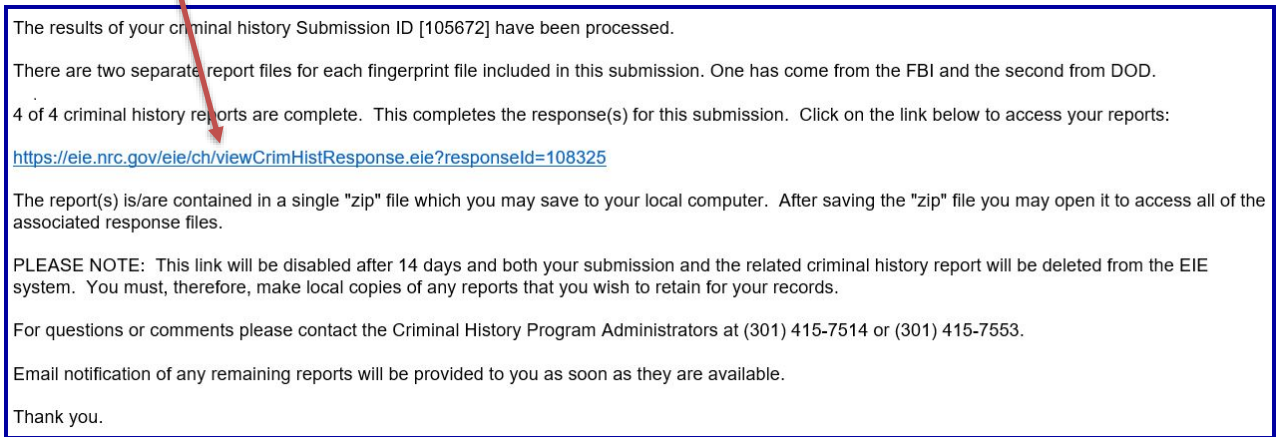 The results of your criminal history Submission ID [105672] have been processed.
There are two separate report files for each fingerprint file included in this submission. One has come from the FBI and the second from DOD.
.
4 of 4 criminal history reports are complete. This completes the response(s) for this submission. Click on the link below to access your reports:
https://eie.nrc.gov/eie/ch/viewCrimHistResponse.eie?responseId=108325
The report(s) is/are contained in a single "zip" file which you may save to your local computer. After saving the "zip" file you may open it to access all of the
associated response files.
PLEASE NOTE: This link will be disabled after 14 days and both your submission and the related criminal history report will be deleted from the EIE
system. You must, therefore, make local copies of any reports that you wish to retain for your records.
For questions or comments please contact the Criminal History Program Administrators at (301) 415-7514 or (301) 415-7553.
Email notification of any remaining reports will be provided to you as soon as they are available.
Thank you.